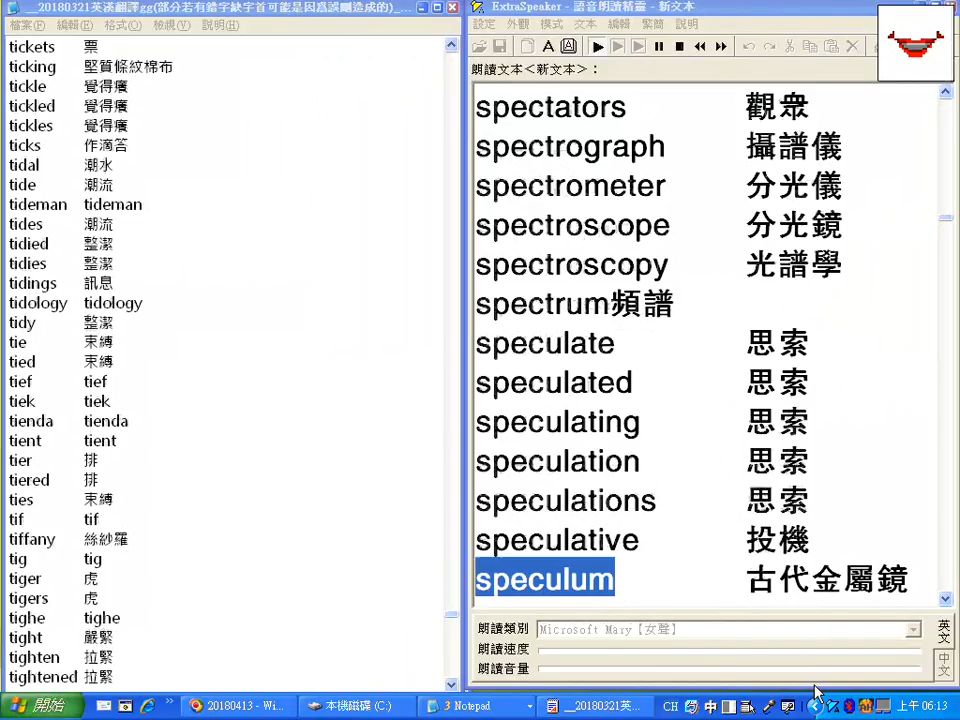 __20180321英漢翻譯gg(部分若有錯字缺字首可能是因為誤刪造成的)_...
檔案(F) 編輯(E) 格式(O) 檢視(V) 說明(H)
tickets 票
ticking 堅質條紋棉布
tickle 覺得癢
tickled 覺得癢
tickles 覺得癢
ticks 作滴答
tidal 潮水
tide 潮流
tideman tideman
tides 潮流
tidied 整潔
tidies 整潔
tidings 訊息
tidology tidology
tidy 整潔
tie 束縛
tied 束縛
tief tief
tiek tiek
tienda tienda
tient tient
tier 排
tiered 排
ties 束縛
tif tif
tiffany 絲紗羅
tig tig
tiger 虎
tigers 虎
tighe tighe
tight 嚴緊
tighten 拉緊
tightened 拉緊
ExtraSpeaker - 語音朗讀精靈 - 新文本
設定 外觀 模式 文本 編輯 繁簡 說明
朗讀文本<新文本>：
spectators 觀眾
spectrograph 攝譜儀
spectrometer 分光儀
spectroscope 分光鏡
spectroscopy 光譜學
spectrum頻譜
speculate 思索
speculated 思索
speculating 思索
speculation 思索
speculations 思索
speculative 投機
speculum 古代金屬鏡
朗讀類別 Microsoft Mary【女聲】
朗讀速度
朗讀音量
英文
中文
開始 20180413 - Wi... 本機磁碟 (C:) 3 Notepad __20180321英... CH 中 上午 06:13